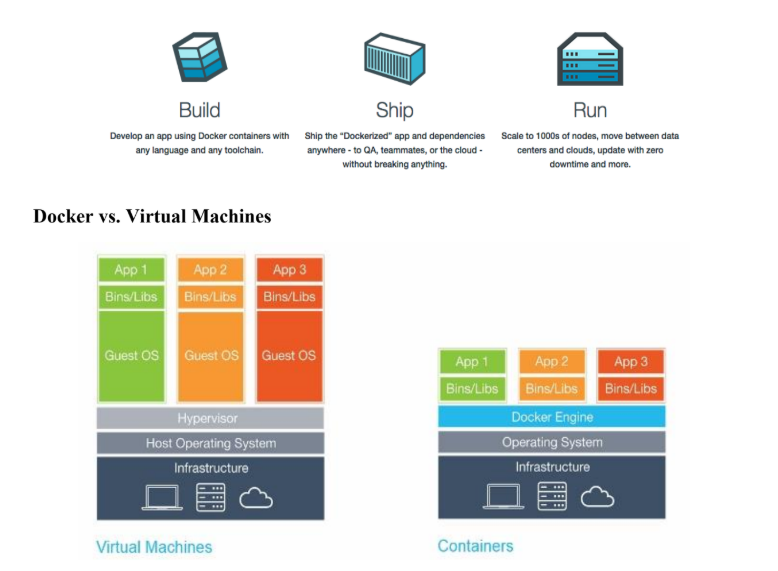 Build
Ship
Run
Develop an app using Docker containers with
any language and any toolchain.
Ship the “Dockerized” app and dependencies
anywhere - to QA, teammates, or the cloud -
without breaking anything.
Scale to 1000s of nodes, move between data
centers and clouds, update with zero
downtime and more.
Docker vs. Virtual Machines
App 1
App 2
App 3
Bins/Libs
Bins/Libs
Bins/Libs
Guest OS
Guest OS
Guest OS
Hypervisor
Host Operating System
Infrastructure
Virtual Machines
App 1
App 2
App 3
Bins/Libs
Bins/Libs
Bins/Libs
Docker Engine
Operating System
Infrastructure
Containers